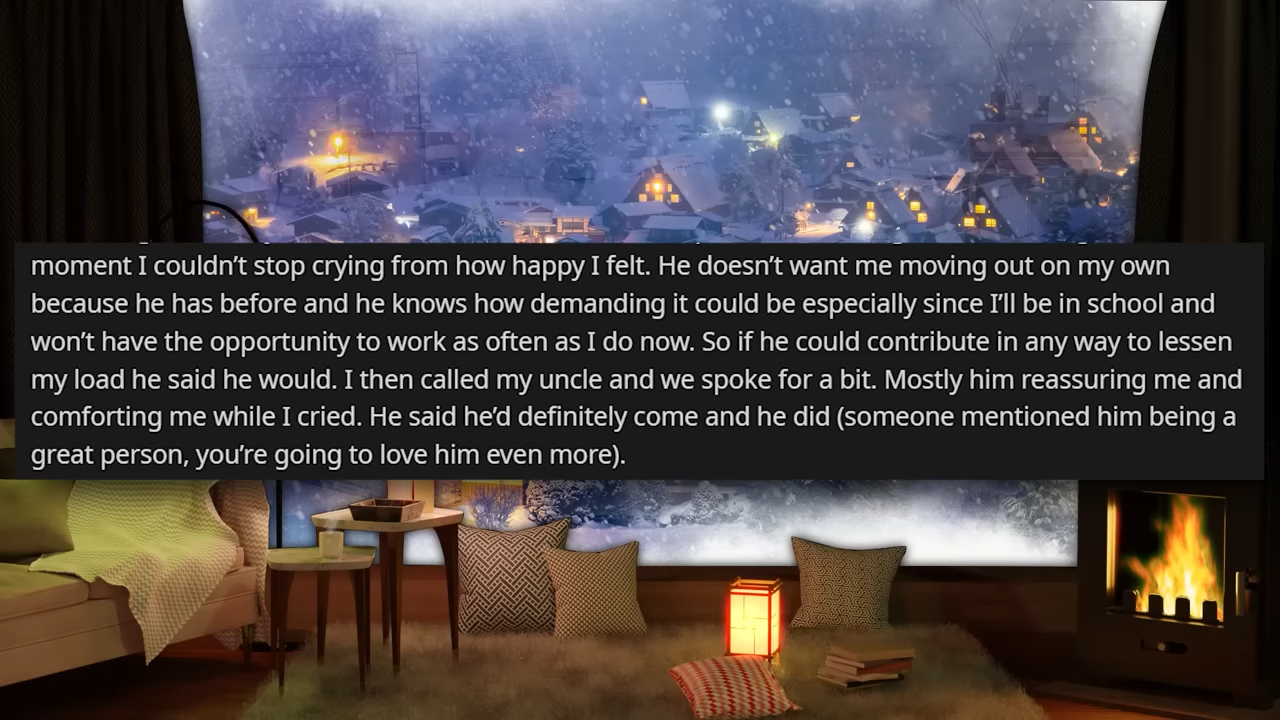 moment I couldn’t stop crying from how happy I felt. He doesn’t want me moving out on my own
because he has before and he knows how demanding it could be especially since I’ll be in school and
won’t have the opportunity to work as often as I do now. So if he could contribute in any way to lessen
my load he said he would. I then called my uncle and we spoke for a bit. Mostly him reassuring me and
comforting me while I cried. He said he’d definitely come and he did (someone mentioned him being a
great person, you’re going to love him even more).